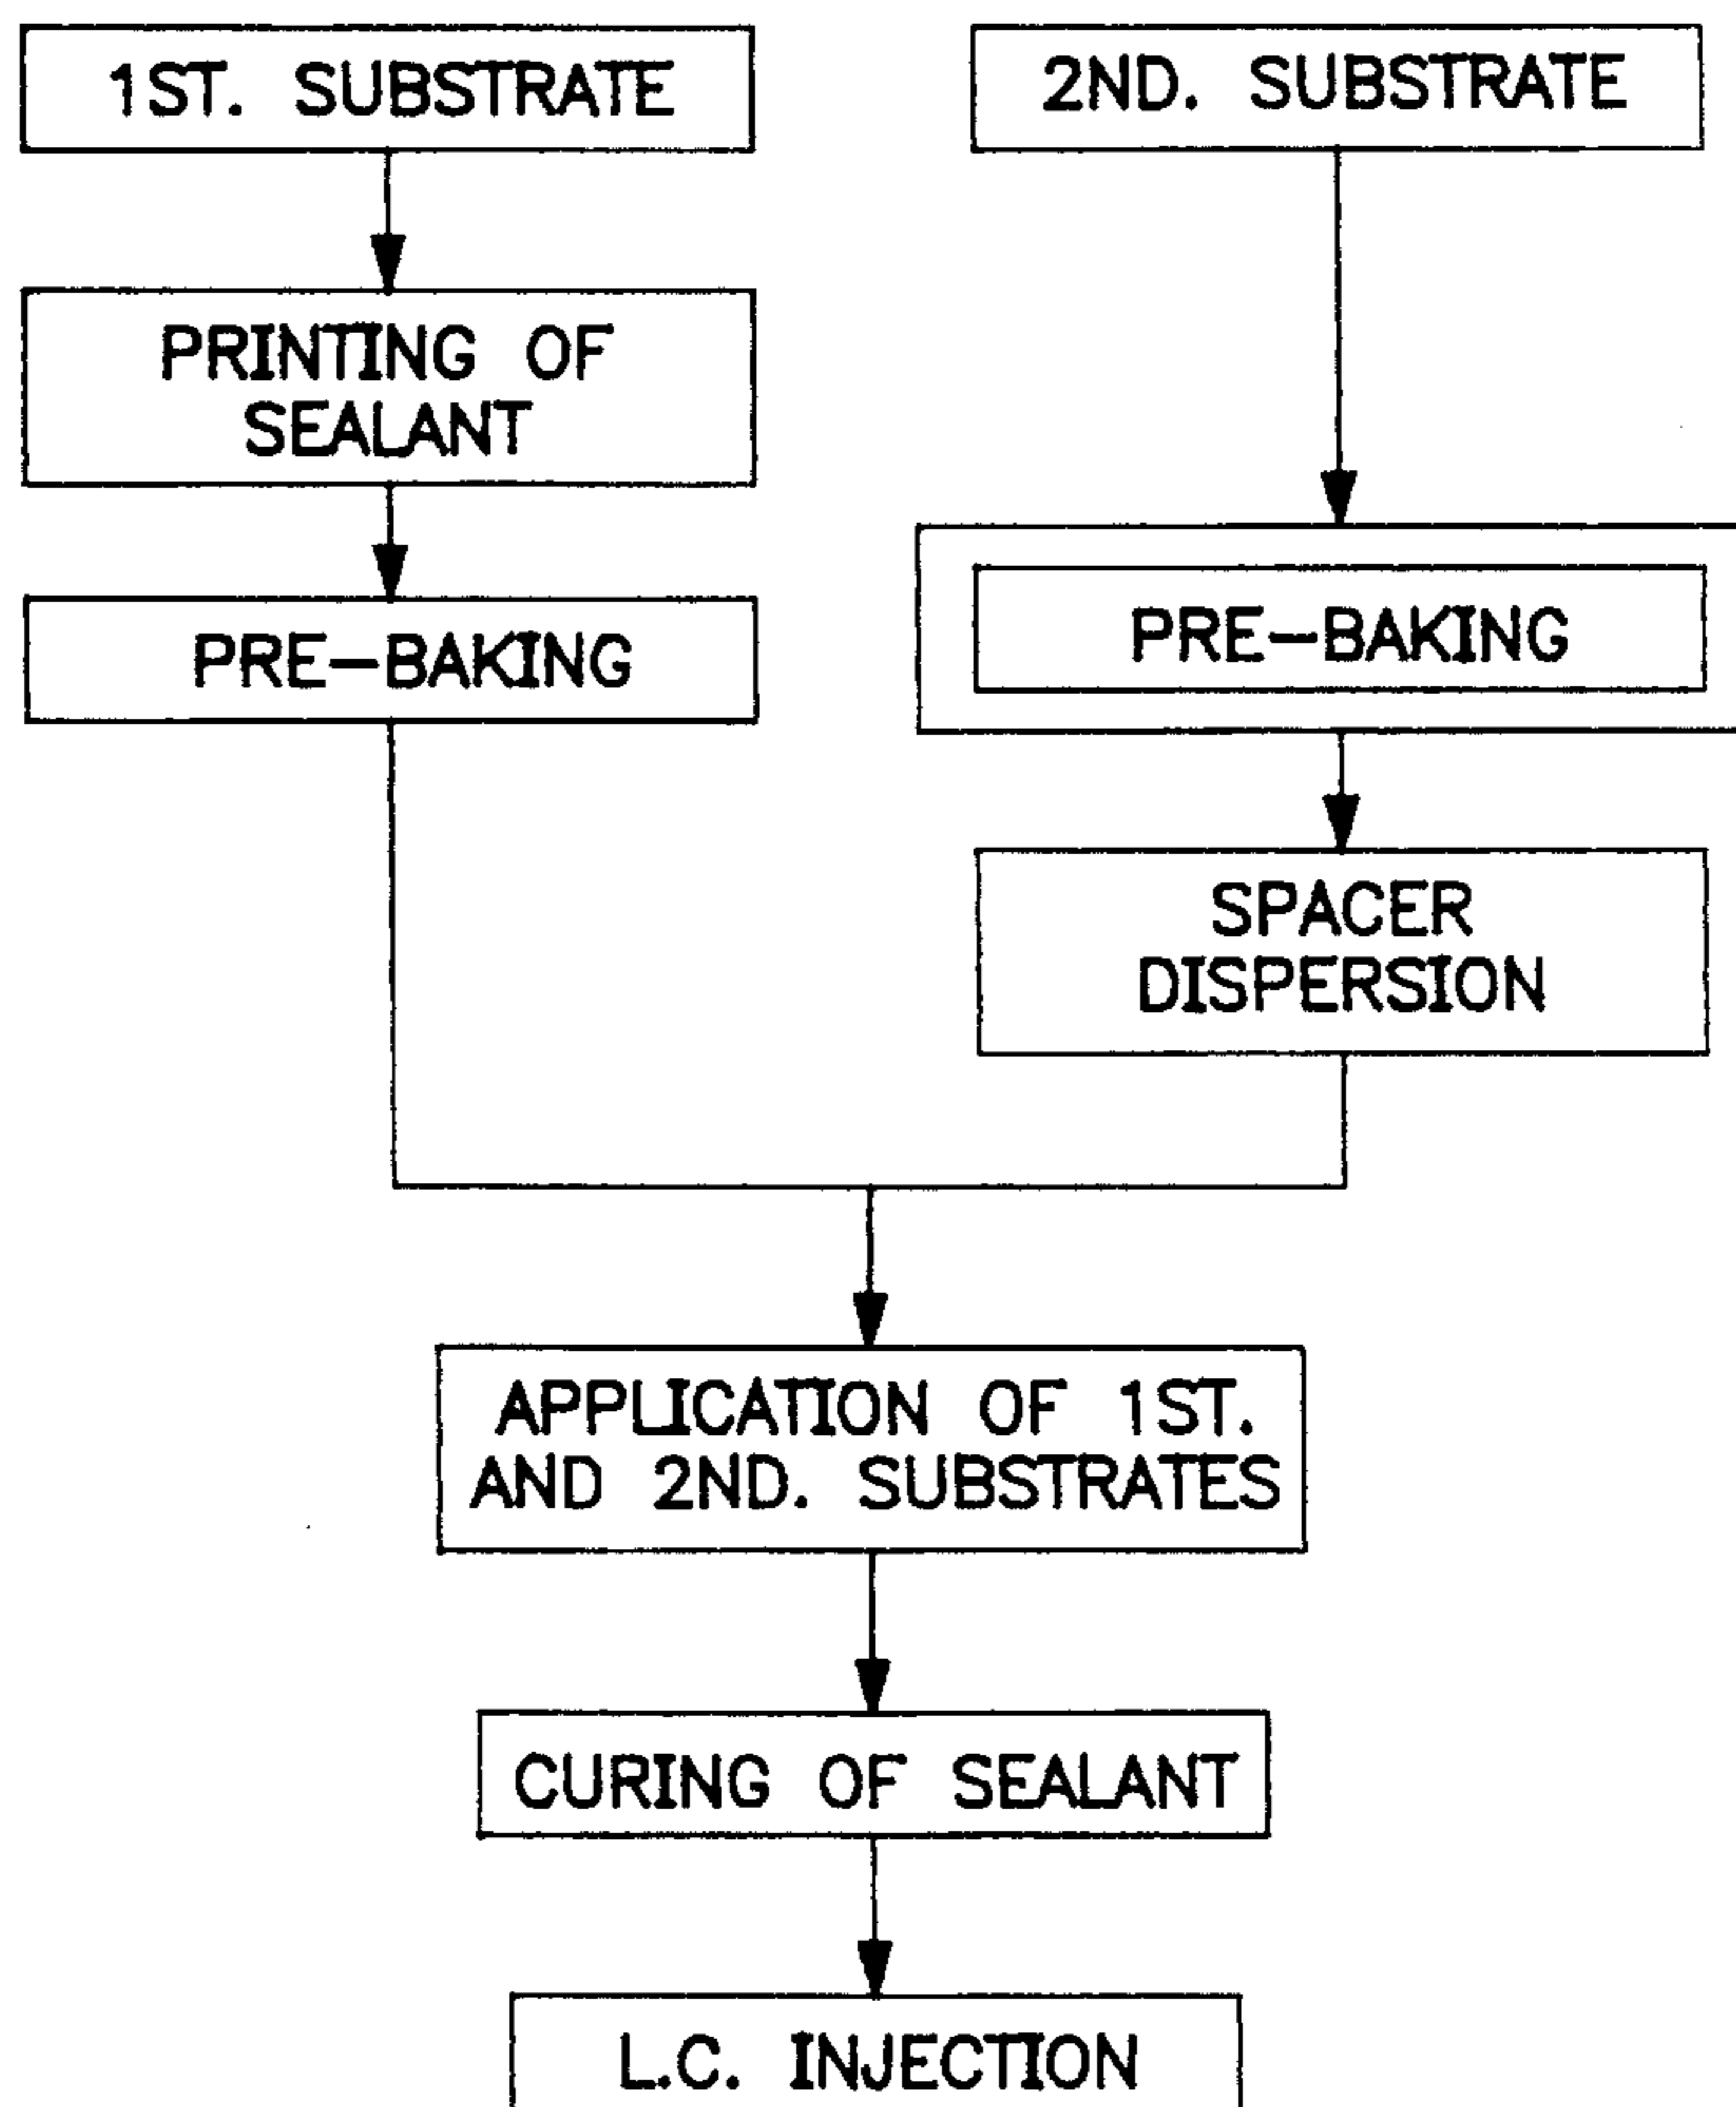 1ST. SUBSTRATE
2ND. SUBSTRATE
PRINTING OF
SEALANT
PRE-BAKING
PRE-BAKING
SPACER
DISPERSION
APPLICATION OF 1ST.
AND 2ND. SUBSTRATES
CURING OF SEALANT
L.C. INJECTION